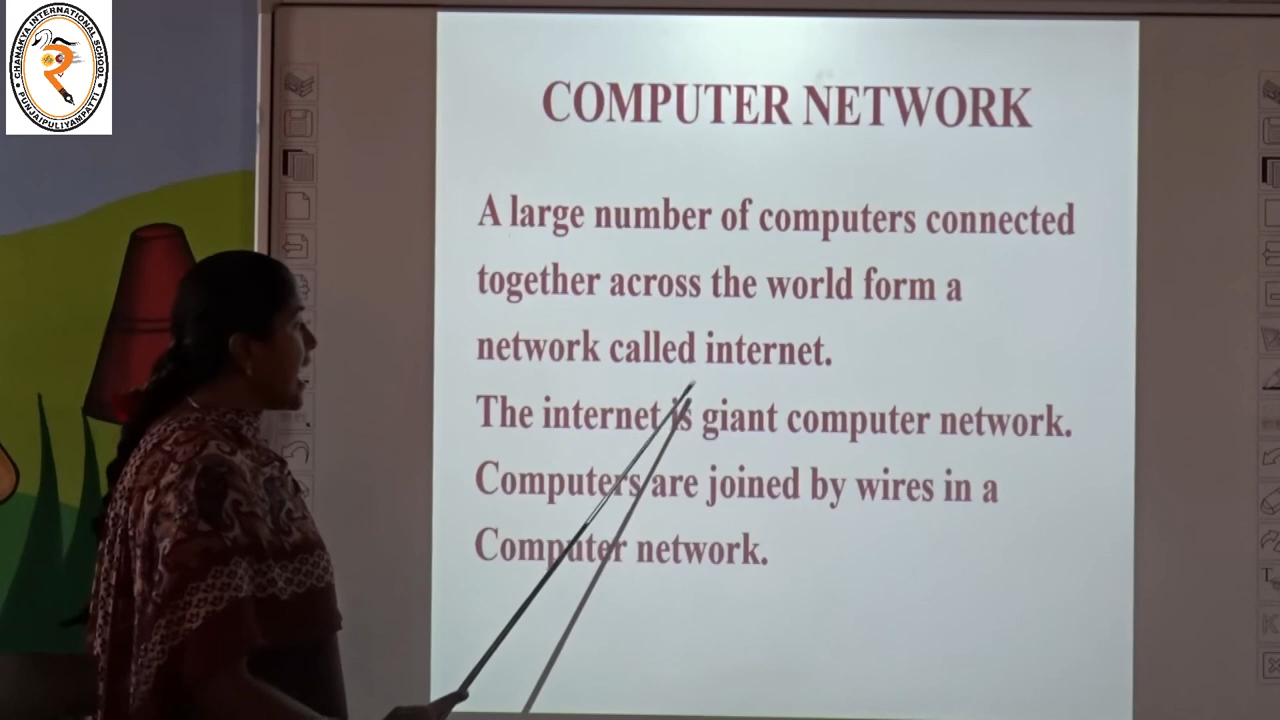 CHANAKYA INTERNATIONAL SCHOOL
PUNJAIPULIYAMPATTI
COMPUTER NETWORK
A large number of computers connected
together across the world form a
network called internet.
The internet is giant computer network.
Computers are joined by wires in a
Computer network.